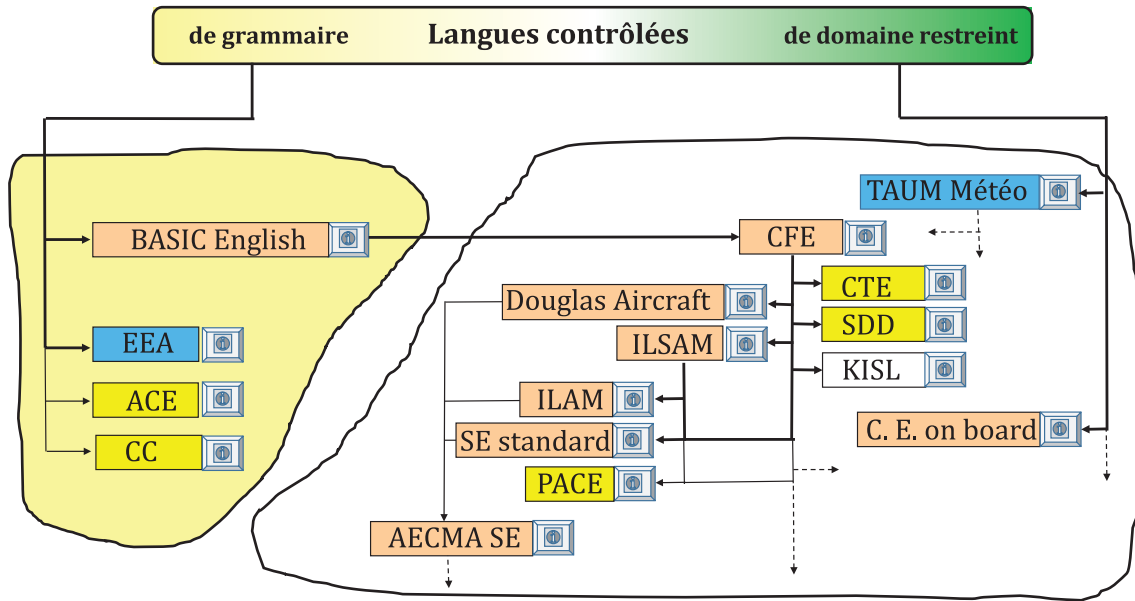 de grammaire Langues contrôlées de domaine restreint
TAUM Météo
BASIC English
CFE
CTE
Douglas Aircraft
SDD
EEA
ILSAM
KISL
ACE
ILAM
C. E. on board
SE standard
CC
PACE
AECMA SE